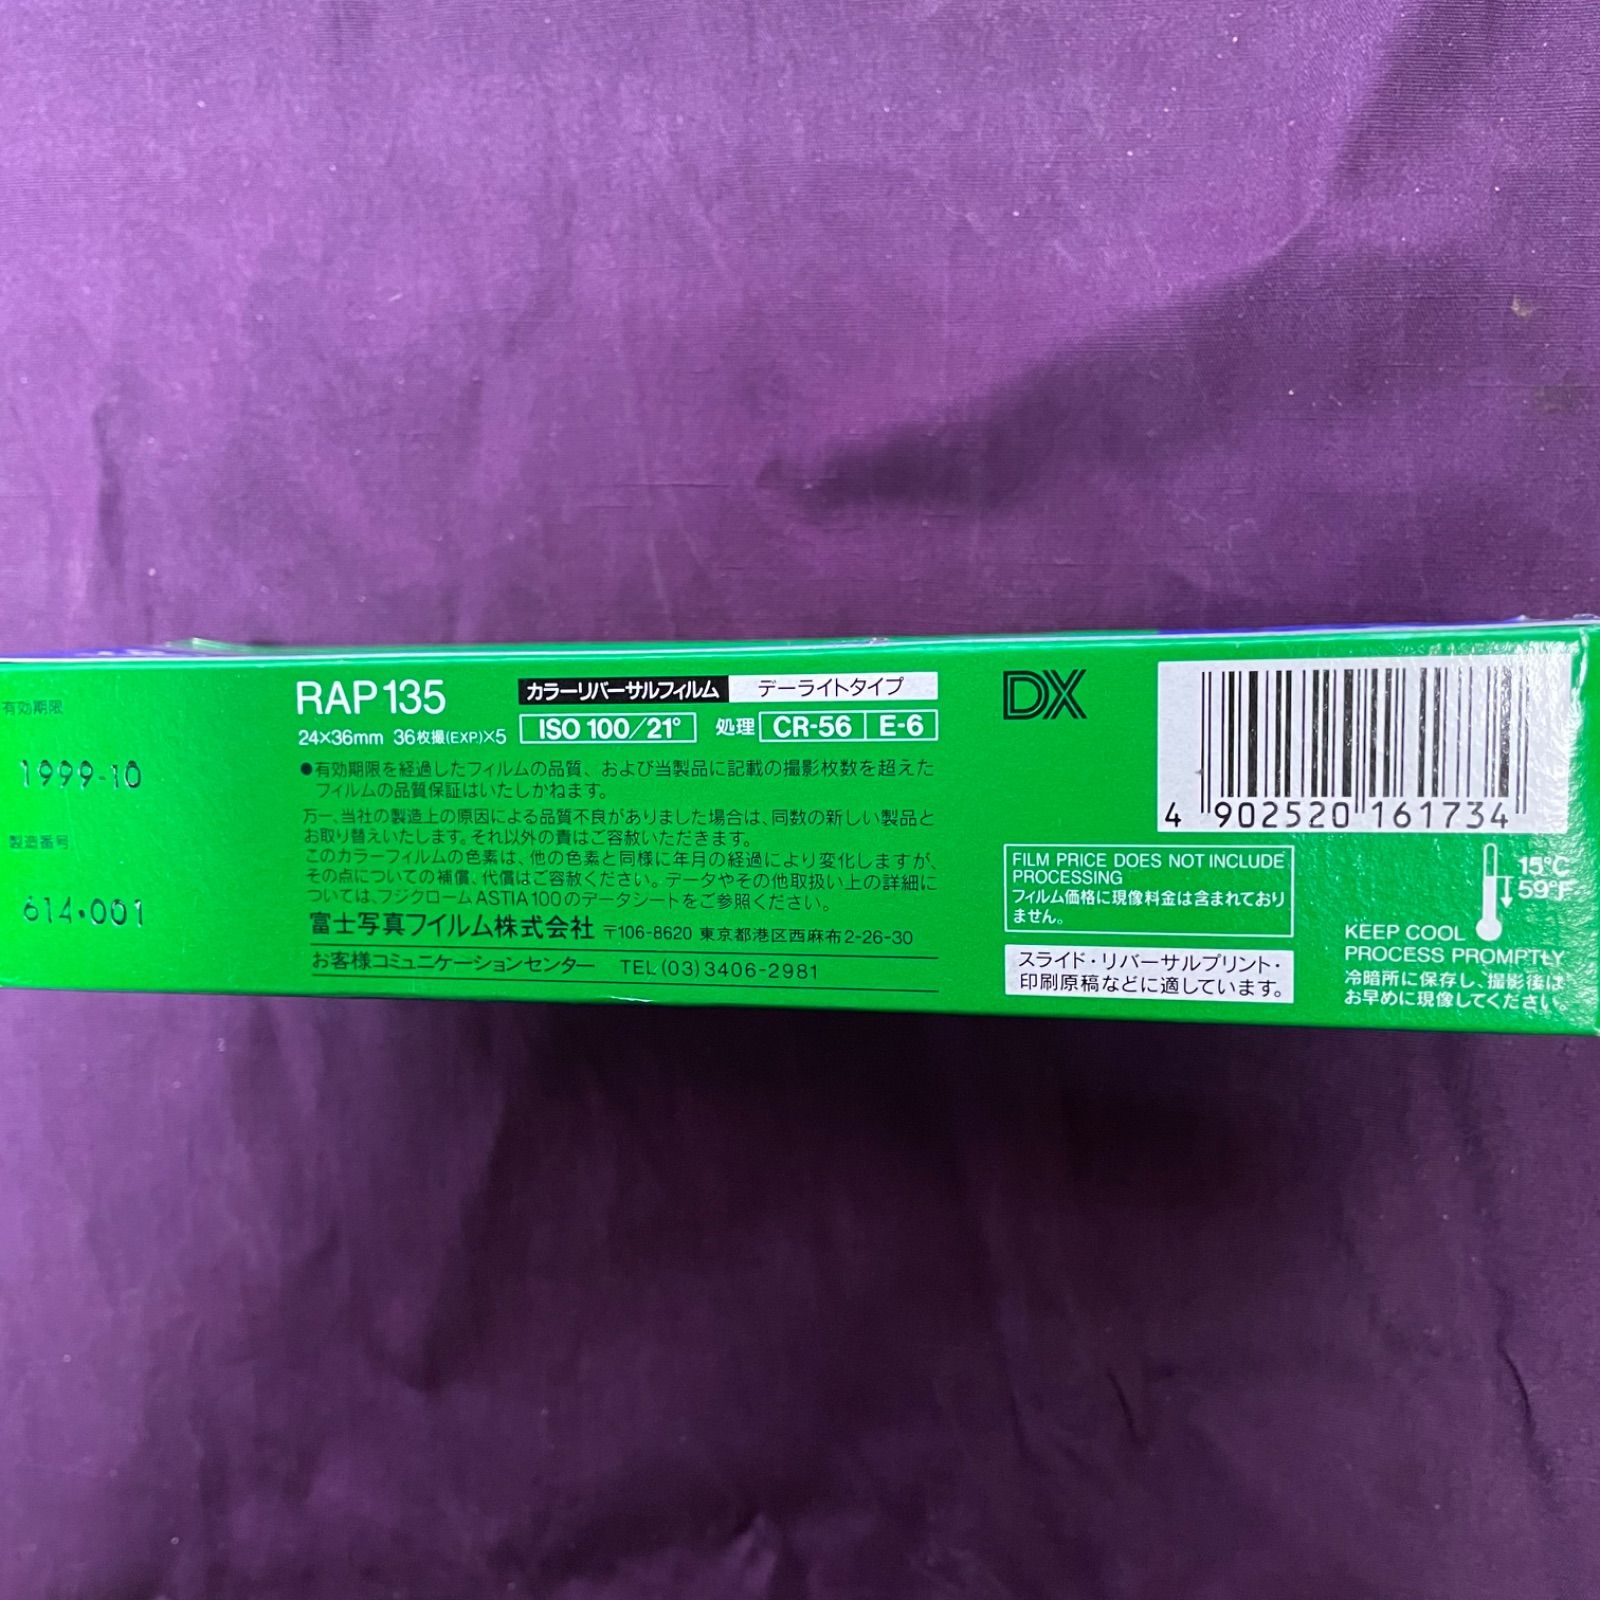 有効期限
1999-10
製造番号
614・001
RAP135
24×36mm 36枚撮(EXP.)×5
カラーリバーサルフィルム デーライトタイプ
ISO 100/21° 処理 CR-56 E-6
●有効期限を経過したフィルムの品質、および当製品に記載の撮影枚数を超えた
フィルムの品質保証はいたしかねます。
万一、当社の製造上の原因による品質不良がありました場合は、同数の新しい製品と
お取り替えいたします。それ以外の責はご容赦いただきます。
このカラーフィルムの色素は、他の色素と同様に年月の経過により変化しますが、
その点についての補償、代償はご容赦ください。データやその他取扱い上の詳細に
ついては、フジクロームASTIA100のデータシートをご参照ください。
富士写真フイルム株式会社 〒106-8620 東京都港区西麻布2-26-30
お客様コミュニケーションセンター TEL(03)3406-2981
DX
4 902520 161734
FILM PRICE DOES NOT INCLUDE
PROCESSING
フィルム価格に現像料金は含まれており
ません。
スライド・リバーサルプリント・
印刷原稿などに適しています。
15℃
59°F
KEEP COOL
PROCESS PROMPTLY
冷暗所に保存し、撮影後は
お早めに現像してください。